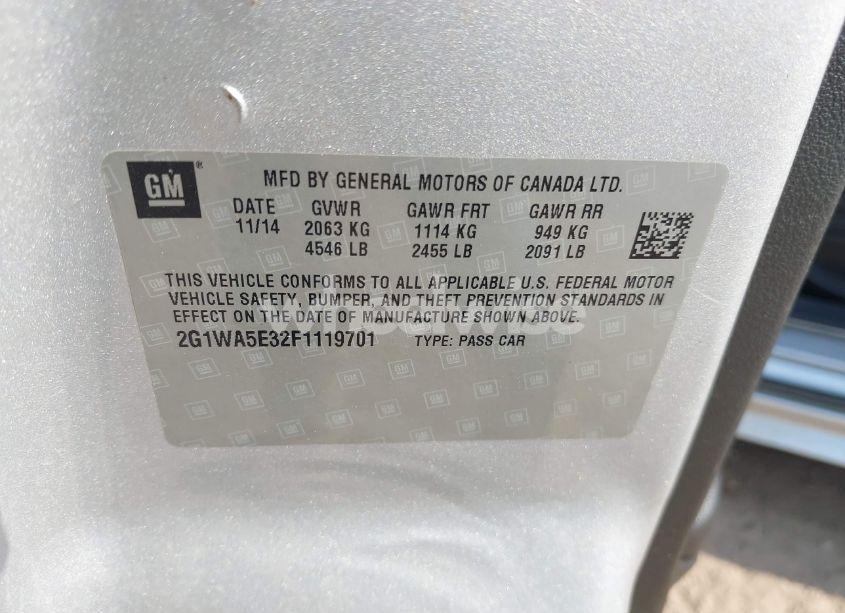 GM ® MFD BY GENERAL MOTORS OF CANADA LTD.
DATE GVWR GAWR FRT GAWR RR
11/14 2063 KG 1114 KG 949 KG
4546 LB 2455 LB 2091 LB
THIS VEHICLE CONFORMS TO ALL APPLICABLE U.S. FEDERAL MOTOR
VEHICLE SAFETY, BUMPER, AND THEFT PREVENTION STANDARDS IN
EFFECT ON THE DATE OF MANUFACTURE SHOWN ABOVE.
2G1WA5E32F1119701 TYPE: PASS CAR